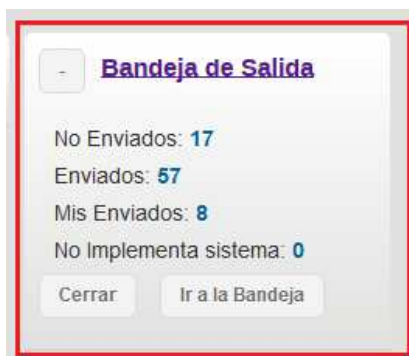 - Bandeja de Salida
No Enviados: 17
Enviados: 57
Mis Enviados: 8
No Implementa sistema: 0
Cerrar Ir a la Bandeja